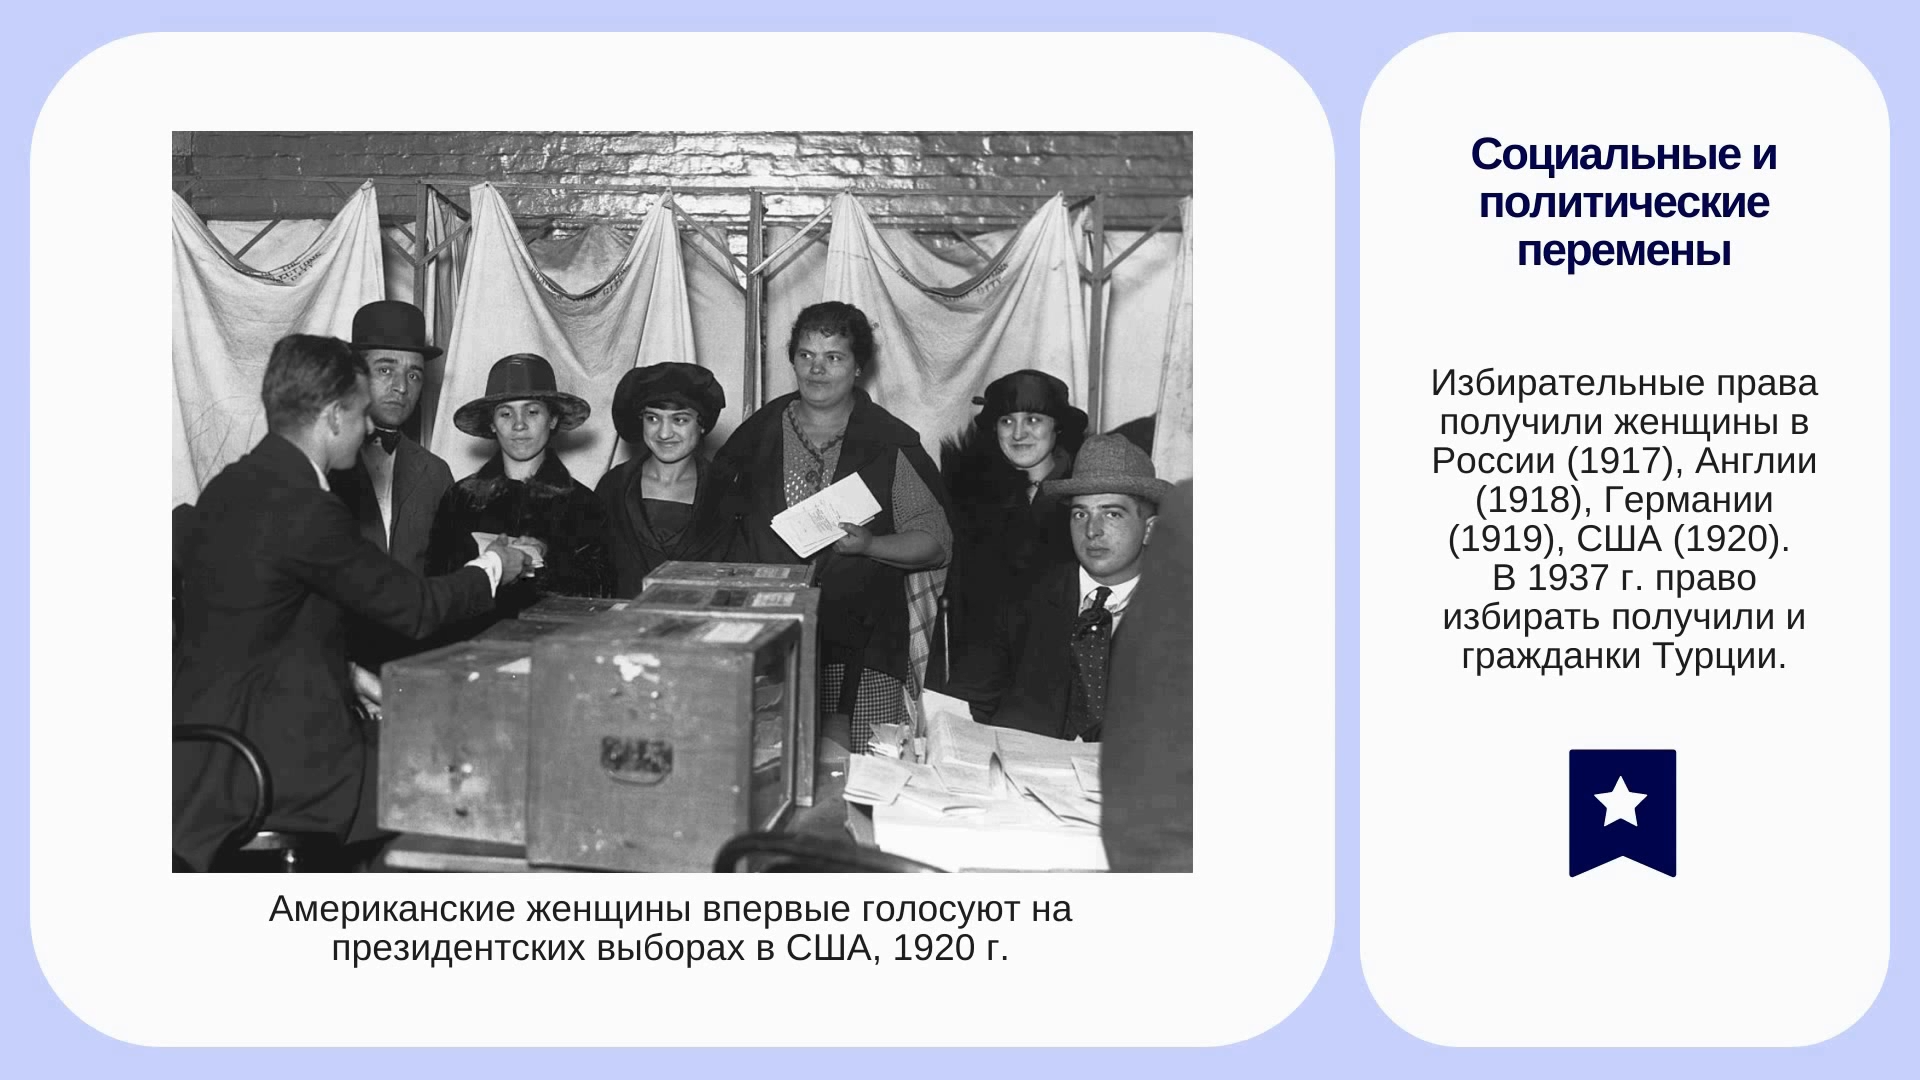 Социальные и
политические
перемены
Избирательные права
получили женщины в
России (1917), Англии
(1918), Германии
(1919), США (1920).
В 1937 г. право
избирать получили и
гражданки Турции.
Американские женщины впервые голосуют на
президентских выборах в США, 1920 г.